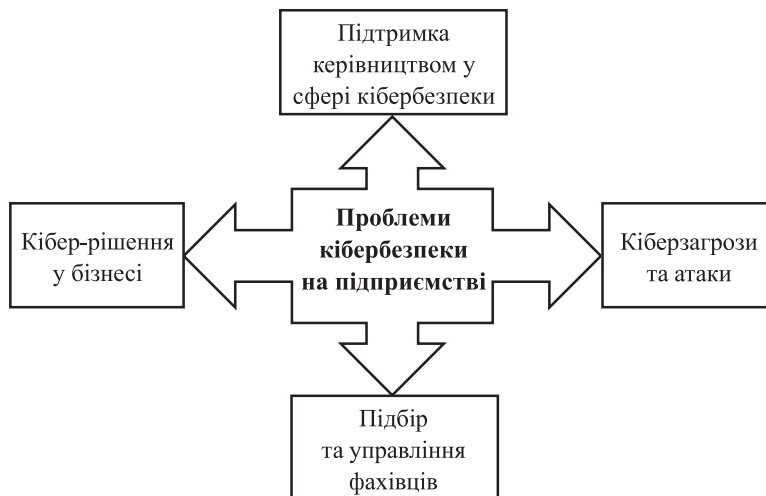 Підтримка
керівництвом у
сфері кібербезпеки
Кібер-рішення
у бізнесі
Проблеми
кібербезпеки
на підприємстві
Кіберзагрози
та атаки
Підбір
та управління
фахівців